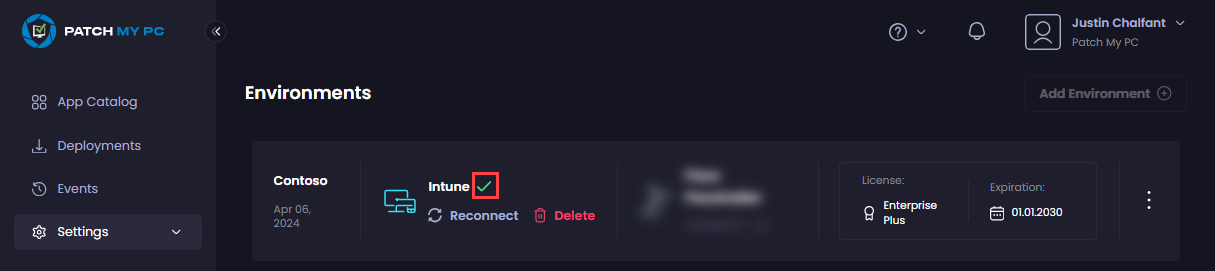 PATCH MY PC
Justin Chalfant
Patch My PC
App Catalog
Deployments
Events
Settings
Environments
Add Environment
Contoso
Apr 06,
2024
Intune
Reconnect Delete
License:
Enterprise
Plus
Expiration:
01.01.2030